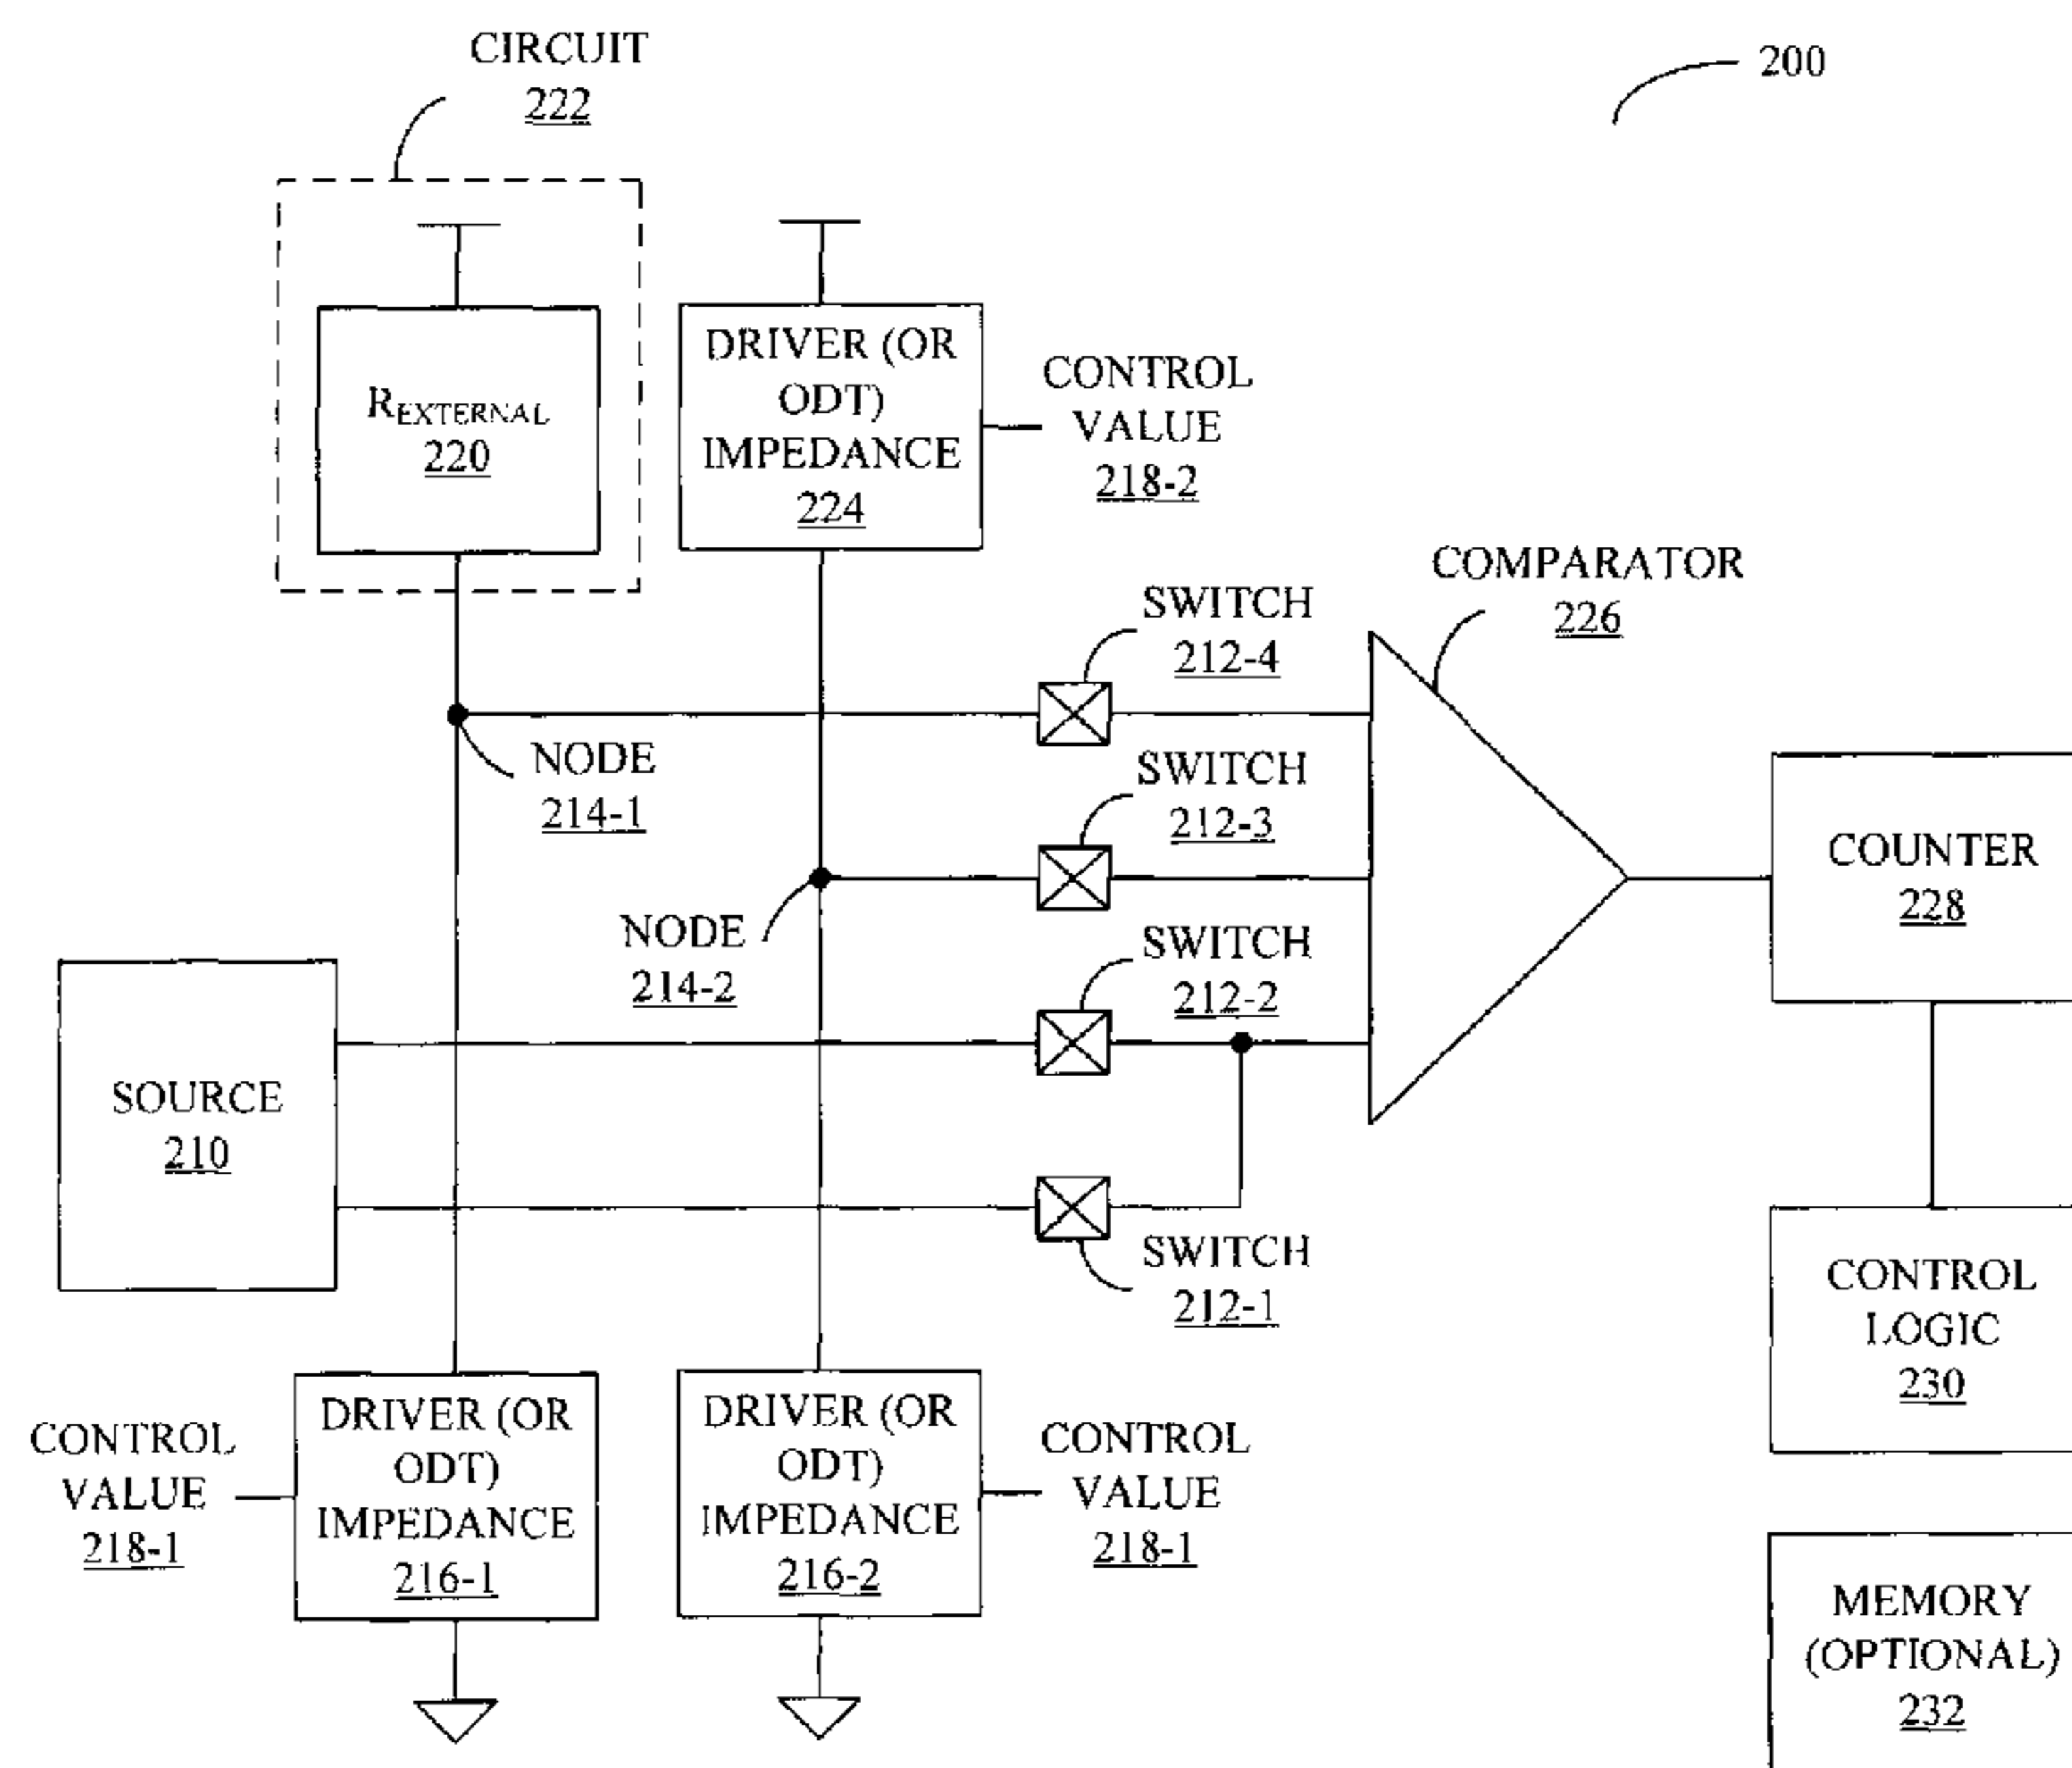 CIRCUIT
222
200
R_EXTERNAL
220
DRIVER (OR
ODT)
IMPEDANCE
224
CONTROL
VALUE
218-2
COMPARATOR
226
SWITCH
212-4
NODE
214-1
SWITCH
212-3
COUNTER
228
NODE
214-2
SWITCH
212-2
SOURCE
210
SWITCH
212-1
CONTROL
LOGIC
230
CONTROL
VALUE
218-1
DRIVER (OR
ODT)
IMPEDANCE
216-1
DRIVER (OR
ODT)
IMPEDANCE
216-2
CONTROL
VALUE
218-1
MEMORY
(OPTIONAL)
232